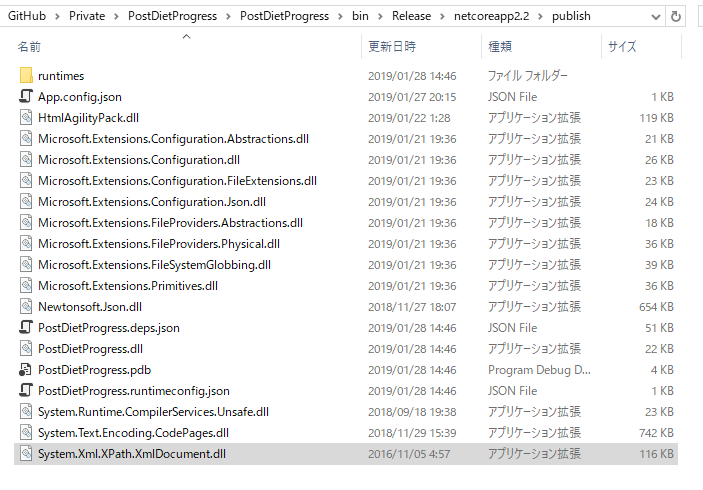 GitHub > Private > PostDietProgress > PostDietProgress > bin > Release > netcoreapp2.2 > publish
名前 更新日時 種類 サイズ
runtimes 2019/01/28 14:46 ファイル フォルダー
App.config.json 2019/01/27 20:15 JSON File 1 KB
HtmlAgilityPack.dll 2019/01/22 1:28 アプリケーション拡張 119 KB
Microsoft.Extensions.Configuration.Abstractions.dll 2019/01/21 19:36 アプリケーション拡張 21 KB
Microsoft.Extensions.Configuration.dll 2019/01/21 19:36 アプリケーション拡張 26 KB
Microsoft.Extensions.Configuration.FileExtensions.dll 2019/01/21 19:36 アプリケーション拡張 23 KB
Microsoft.Extensions.Configuration.Json.dll 2019/01/21 19:36 アプリケーション拡張 24 KB
Microsoft.Extensions.FileProviders.Abstractions.dll 2019/01/21 19:36 アプリケーション拡張 18 KB
Microsoft.Extensions.FileProviders.Physical.dll 2019/01/21 19:36 アプリケーション拡張 36 KB
Microsoft.Extensions.FileSystemGlobbing.dll 2019/01/21 19:36 アプリケーション拡張 39 KB
Microsoft.Extensions.Primitives.dll 2019/01/21 19:36 アプリケーション拡張 36 KB
Newtonsoft.Json.dll 2018/11/27 18:07 アプリケーション拡張 654 KB
PostDietProgress.deps.json 2019/01/28 14:46 JSON File 51 KB
PostDietProgress.dll 2019/01/28 14:46 アプリケーション拡張 22 KB
PostDietProgress.pdb 2019/01/28 14:46 Program Debug D... 4 KB
PostDietProgress.runtimeconfig.json 2019/01/28 14:46 JSON File 1 KB
System.Runtime.CompilerServices.Unsafe.dll 2018/09/18 19:38 アプリケーション拡張 23 KB
System.Text.Encoding.CodePages.dll 2018/11/29 15:39 アプリケーション拡張 742 KB
System.Xml.XPath.XmlDocument.dll 2016/11/05 4:57 アプリケーション拡張 116 KB